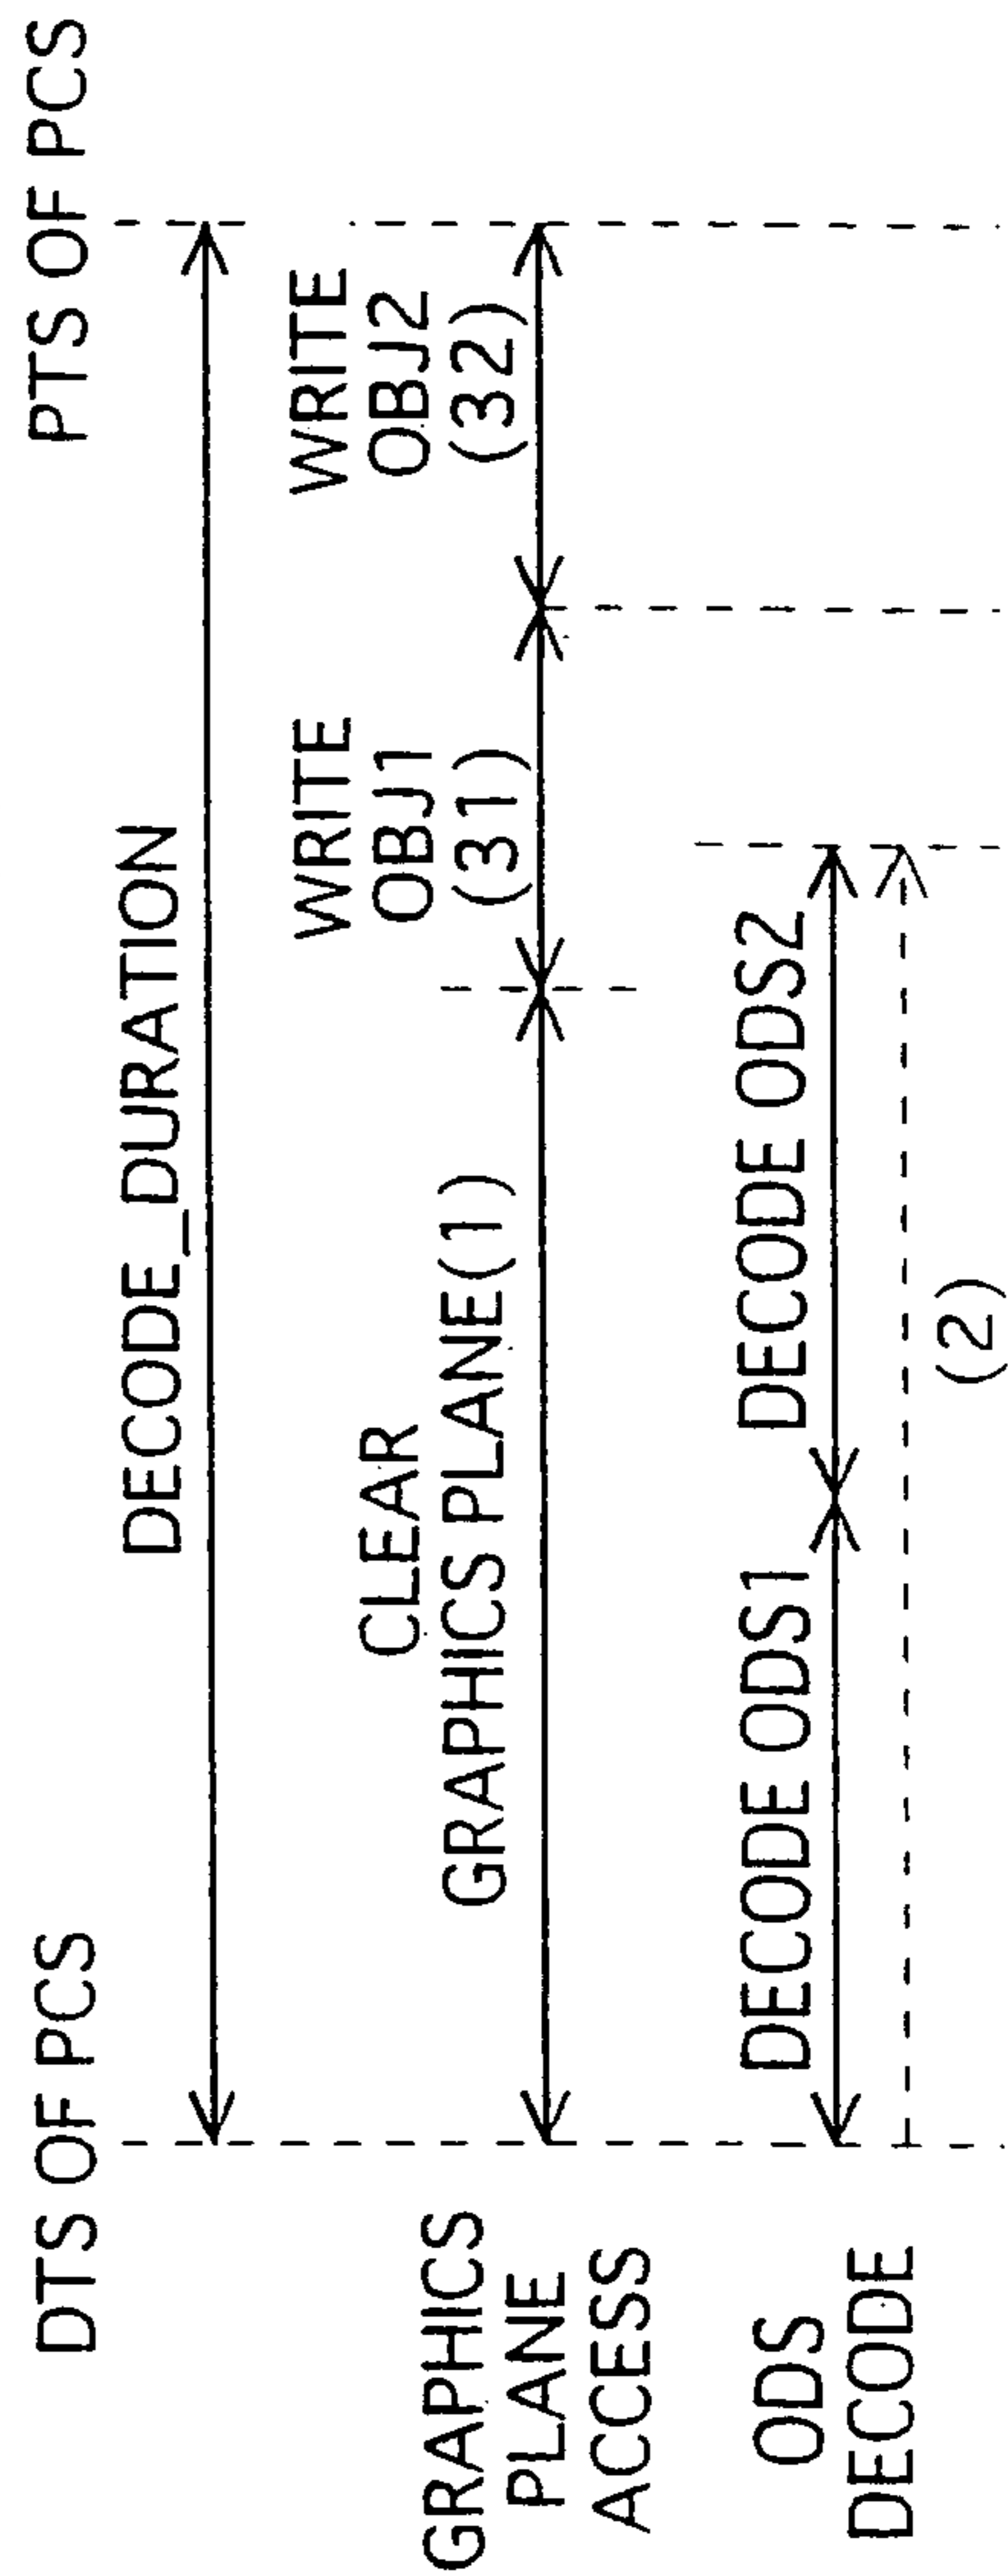 DTS OF PCS
PTS OF PCS
DECODE_DURATION
CLEAR
GRAPHICS PLANE(1)
WRITE
OBJ1
(31)
WRITE
OBJ2
(32)
GRAPHICS
PLANE
ACCESS
DECODE ODS1
DECODE ODS2
ODS
DECODE
(2)